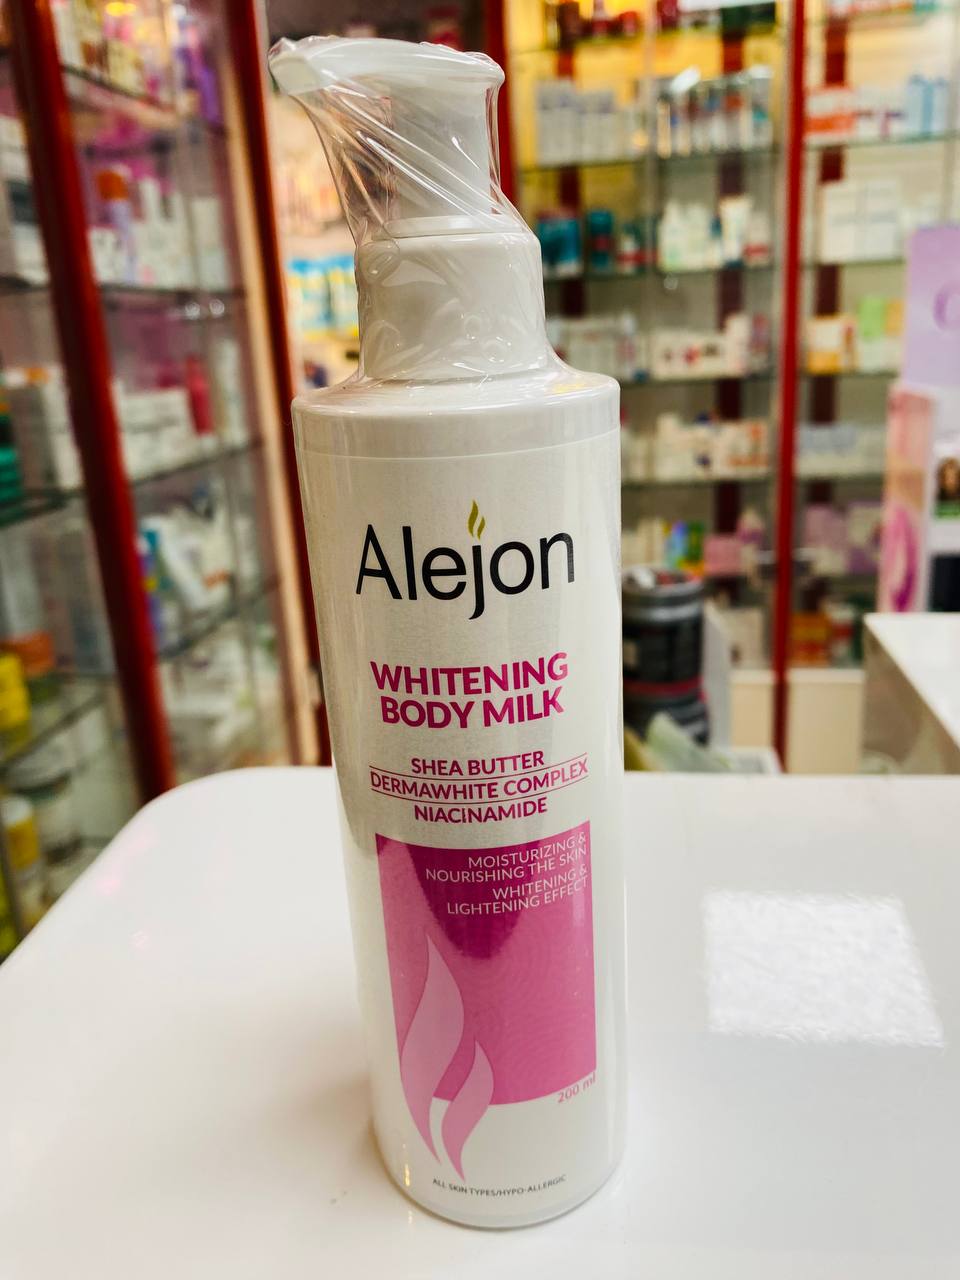 Alejon
WHITENING
BODY MILK
SHEA BUTTER
DERMAWHITE COMPLEX
NIACINAMIDE
MOISTURIZING &
NOURISHING THE SKIN
WHITENING &
LIGHTENING EFFECT
200 ml
ALL SKIN TYPES/HYPO-ALLERGIC